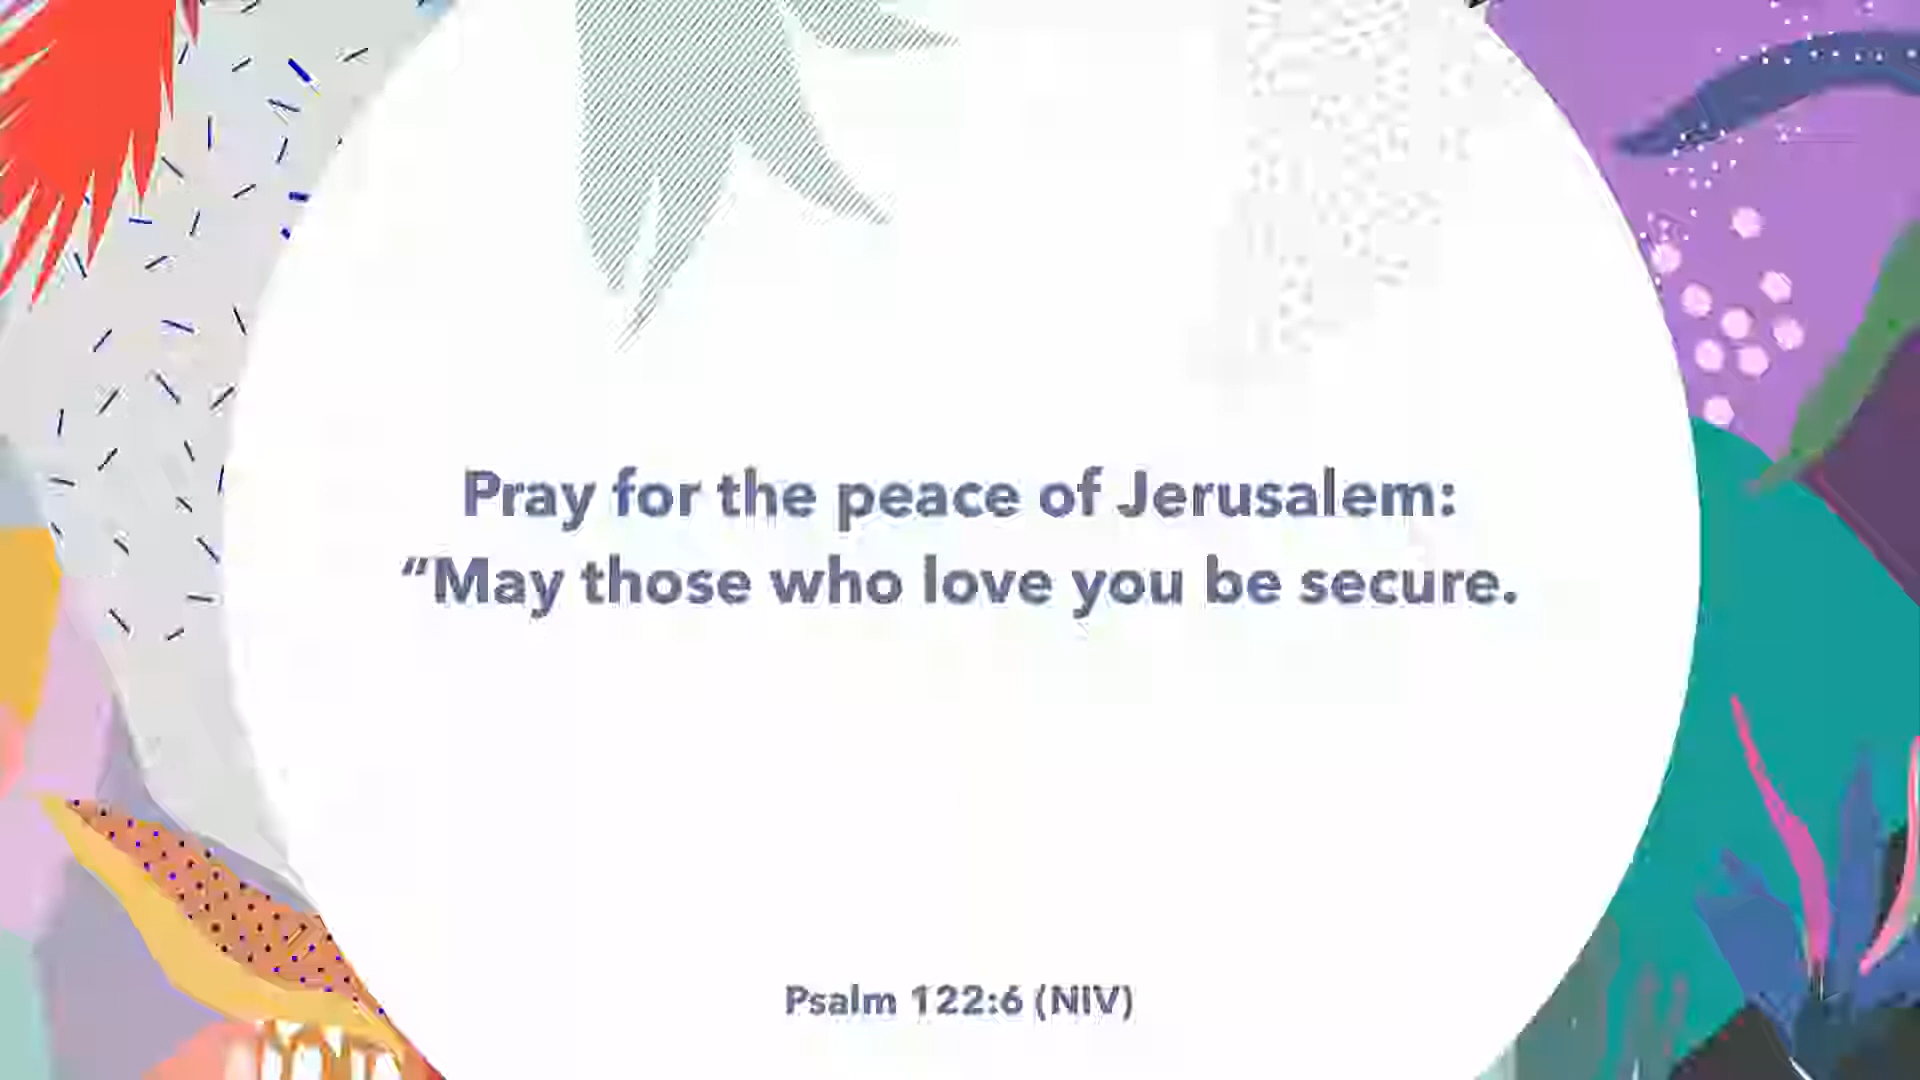 Pray for the peace of Jerusalem:
“May those who love you be secure.
Psalm 122:6 (NIV)